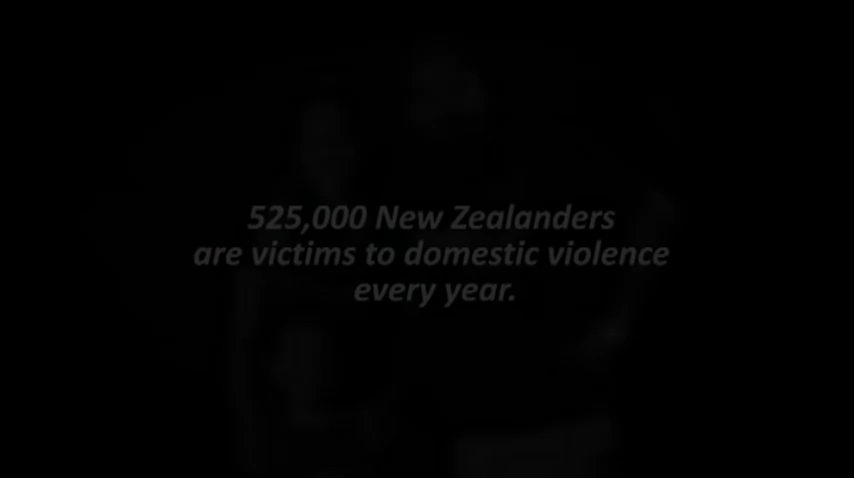 525,000 New Zealanders
are victims to domestic violence
every year.